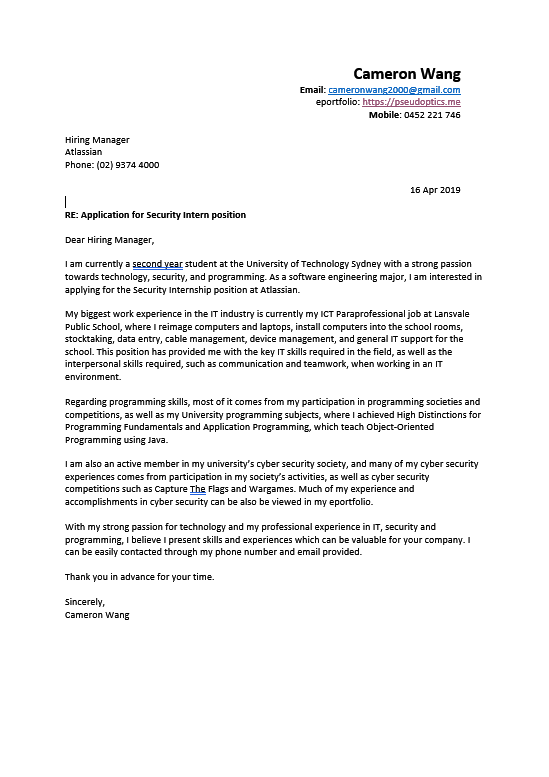 Cameron Wang
Email: cameronwang2000@gmail.com
eportfolio: https://pseudoptics.me
Mobile: 0452 221 746
Hiring Manager
Atlassian
Phone: (02) 9374 4000
16 Apr 2019
RE: Application for Security Intern position
Dear Hiring Manager,
I am currently a second year student at the University of Technology Sydney with a strong passion
towards technology, security, and programming. As a software engineering major, I am interested in
applying for the Security Internship position at Atlassian.
My biggest work experience in the IT industry is currently my ICT Paraprofessional job at Lansvale
Public School, where I reimage computers and laptops, install computers into the school rooms,
stocktaking, data entry, cable management, device management, and general IT support for the
school. This position has provided me with the key IT skills required in the field, as well as the
interpersonal skills required, such as communication and teamwork, when working in an IT
environment.
Regarding programming skills, most of it comes from my participation in programming societies and
competitions, as well as my University programming subjects, where I achieved High Distinctions for
Programming Fundamentals and Application Programming, which teach Object-Oriented
Programming using Java.
I am also an active member in my university's cyber security society, and many of my cyber security
experiences comes from participation in my society's activities, as well as cyber security
competitions such as Capture The Flags and Wargames. Much of my experience and
accomplishments in cyber security can be also be viewed in my eportfolio.
With my strong passion for technology and my professional experience in IT, security and
programming, I believe I present skills and experiences which can be valuable for your company. I
can be easily contacted through my phone number and email provided.
Thank you in advance for your time.
Sincerely,
Cameron Wang